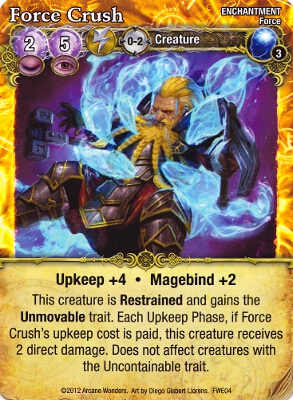 Force Crush
ENCHANTMENT
Force
2 5 0-2 Creature
3
Upkeep +4 • Magebind +2
This creature is Restrained and gains the
Unmovable trait. Each Upkeep Phase, if Force
Crush's upkeep cost is paid, this creature receives
2 direct damage. Does not affect creatures with
the Uncontainable trait.
©2012 Arcane Wonders. Art by Diego Gisbert Llorens. FWE04